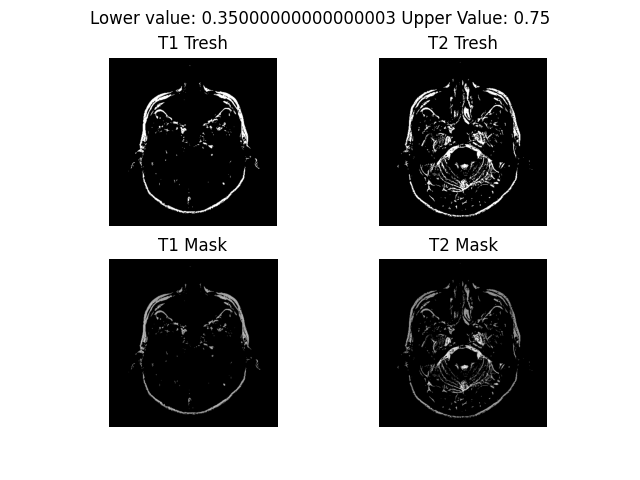 Lower value: 0.35000000000000003 Upper Value: 0.75
T1 Tresh
T2 Tresh
T1 Mask
T2 Mask